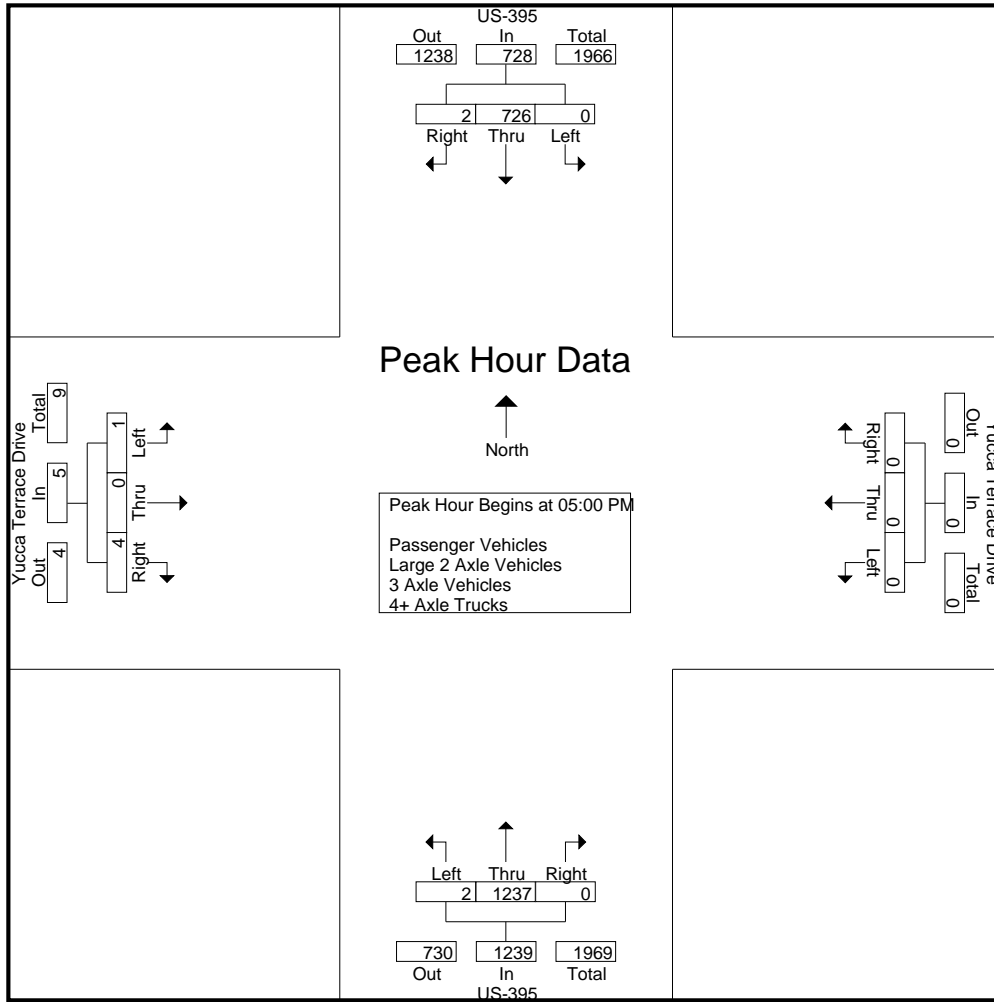 US-395
Out In Total
1238 728 1966
2 726 0
Right Thru Left
Peak Hour Data
North
Peak Hour Begins at 05:00 PM
Passenger Vehicles
Large 2 Axle Vehicles
3 Axle Vehicles
4+ Axle Trucks
Yucca Terrace Drive
Out In Total
4 5 9
1 0 4
Left Thru Right
Yucca Terrace Drive
Out In Total
0 0 0
0 0 0
Right Thru Left
Left Thru Right
2 1237 0
730 1239 1969
Out In Total
US-395